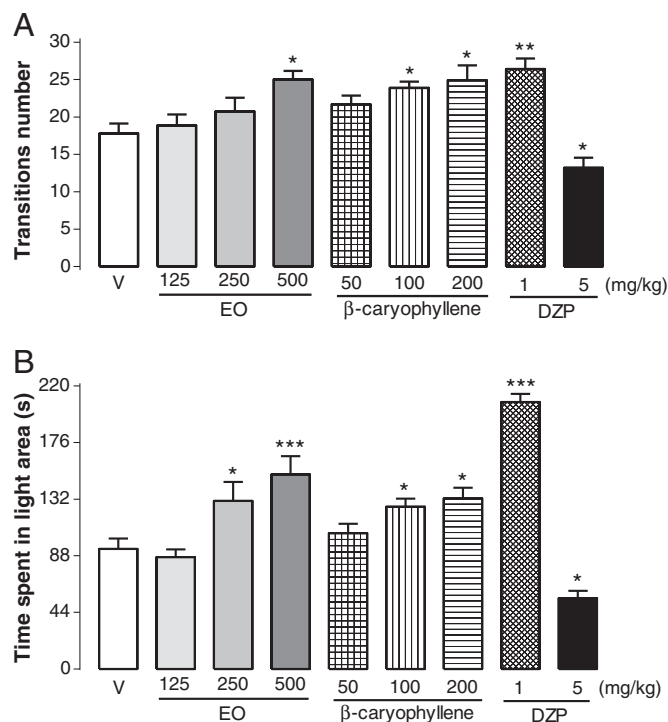 A
Transitions number
30
25
20
15
10
5
0
* * * ** *
V 125 250 500 50 100 200 1 5 (mg/kg)
EO β-caryophyllene DZP
B
Time spent in light area (s)
220
176
132
88
44
0
* *** * * *** *
V 125 250 500 50 100 200 1 5 (mg/kg)
EO β-caryophyllene DZP